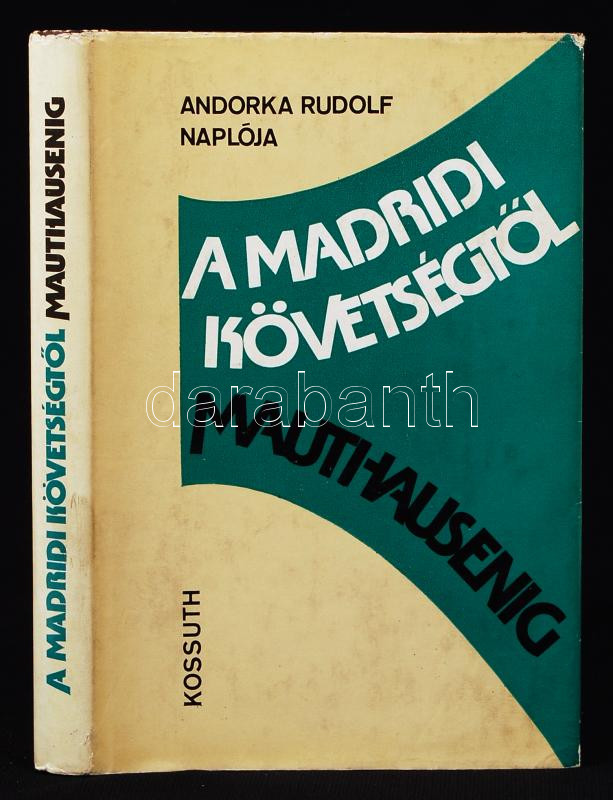 ANDORKA RUDOLF
NAPLÓJA
A MADRIDI
KÖVETSÉGTŐL
MAUTHAUSENIG
KOSSUTH
A MADRIDI KÖVETSÉGTŐL MAUTHAUSENIG
darabanth